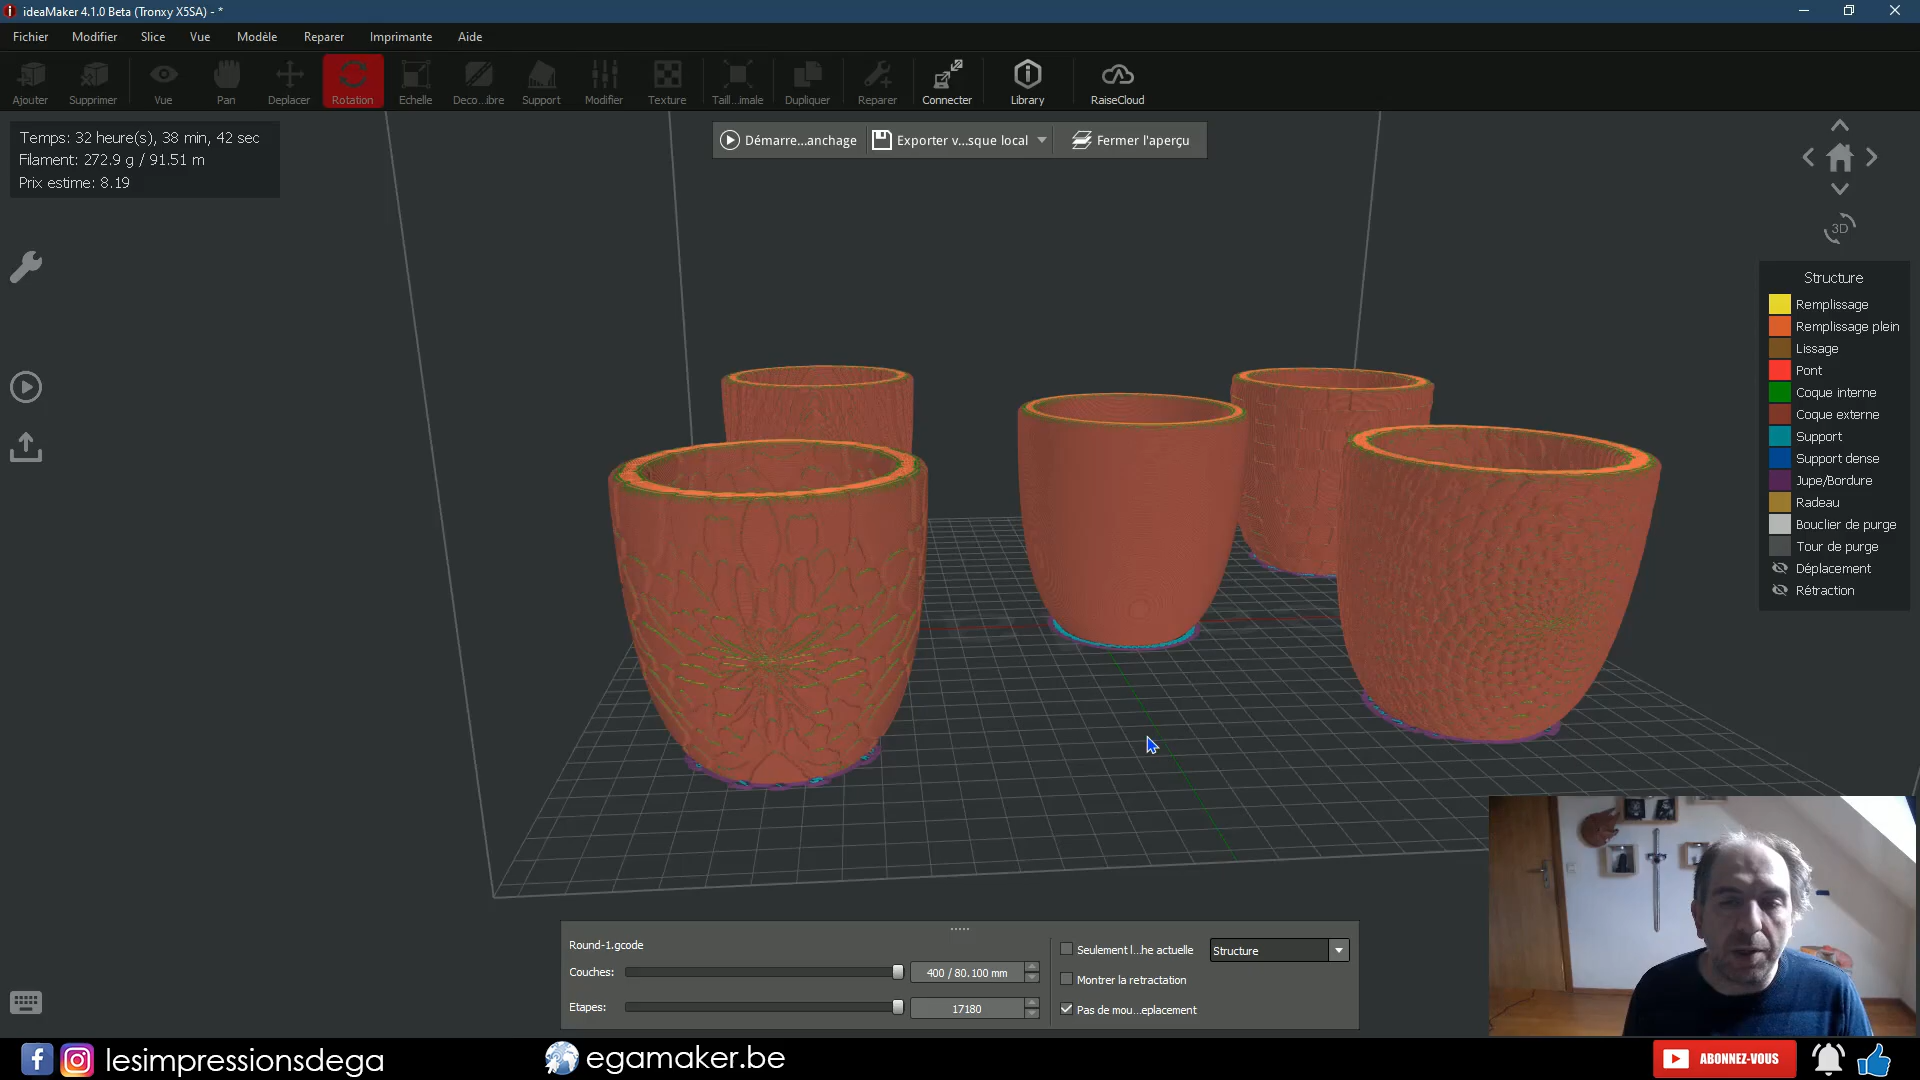 ideaMaker 4.1.0 Beta (Tronxy X5SA) - *
Fichier Modifier Slice Vue Modèle Reparer Imprimante Aide
Ajouter Supprimer Vue Pan Deplacer Rotation Echelle Deco...ibre Support Modifier Texture Taill...imale Dupliquer Reparer Connecter Library RaiseCloud
Temps: 32 heure(s), 38 min, 42 sec
Filament: 272.9 g / 91.51 m
Prix estime: 8.19
Démarre...anchage Exporter v...sque local Fermer l'aperçu
3D
Structure
Remplissage
Remplissage plein
Lissage
Pont
Coque interne
Coque externe
Support
Support dense
Jupe/Bordure
Radeau
Bouclier de purge
Tour de purge
Déplacement
Rétraction
Round-1.gcode
Couches: 400 / 80.100 mm
Etapes: 17180
Seulement l...he actuelle Structure
Montrer la retractation
Pas de mou...eplacement
lesimpressionsdega egamaker.be ABONNEZ-VOUS